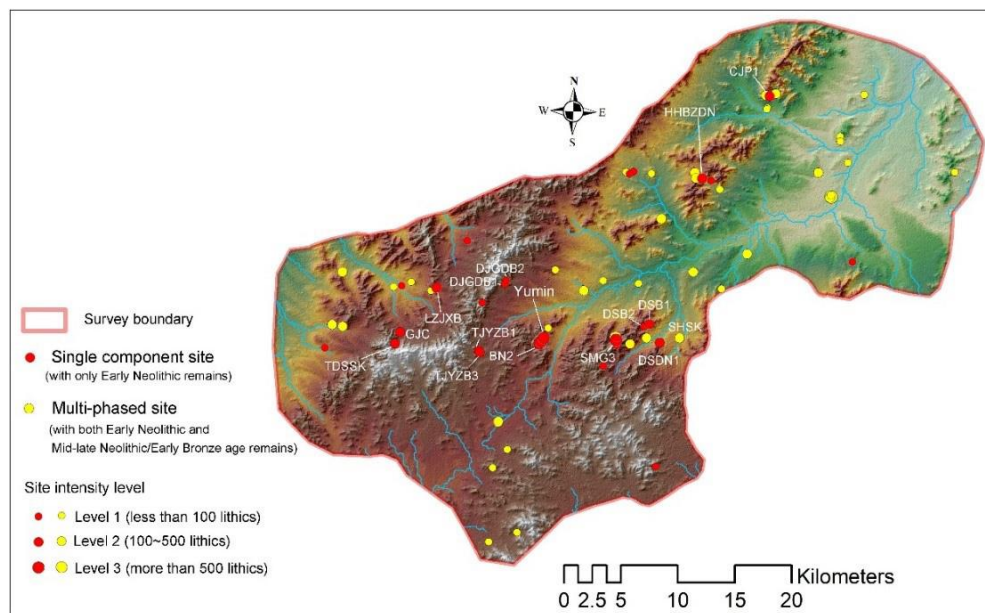 N
W E
S
CJP1
HHBZDN
DJGDB2
DJGDB1
Yumin
LZJXB
DSB1
DSB2
SHSK
GJC
TJYZB1
TDSSK
BN2
TJYZB3
SMG3
DSDN1
Survey boundary
Single component site
(with only Early Neolithic remains)
Multi-phased site
(with both Early Neolithic and
Mid-late Neolithic/Early Bronze age remains)
Site intensity level
Level 1 (less than 100 lithics)
Level 2 (100~500 lithics)
Level 3 (more than 500 lithics)
Kilometers
0 2.5 5 10 15 20